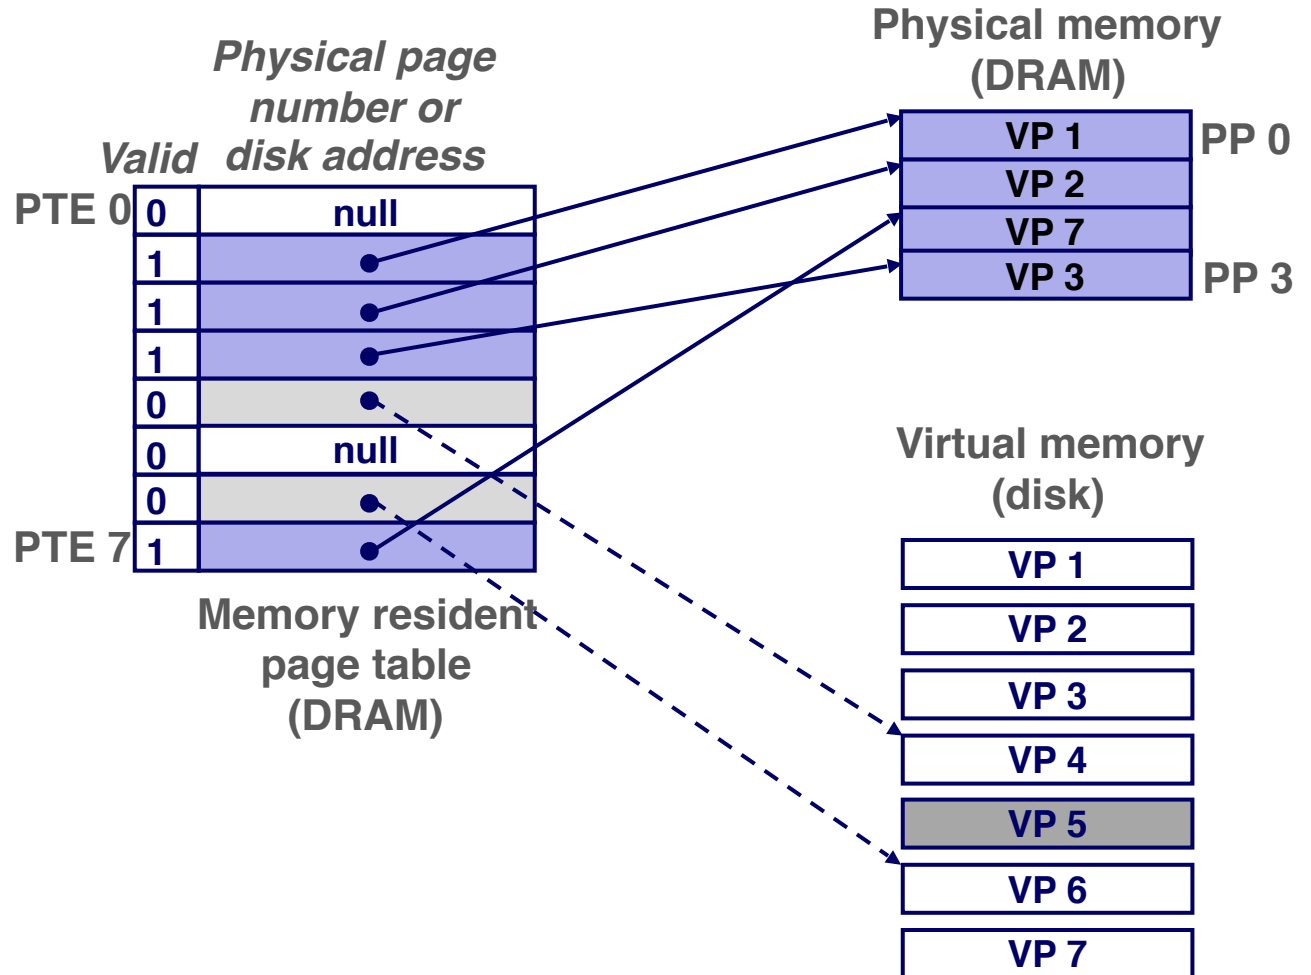 Physical memory
(DRAM)
Physical page
number or
disk address
Valid
PTE 0
0
null
1
1
1
0
0
null
0
PTE 7
1
Memory resident
page table
(DRAM)
VP 1
PP 0
VP 2
VP 7
VP 3
PP 3
Virtual memory
(disk)
VP 1
VP 2
VP 3
VP 4
VP 5
VP 6
VP 7